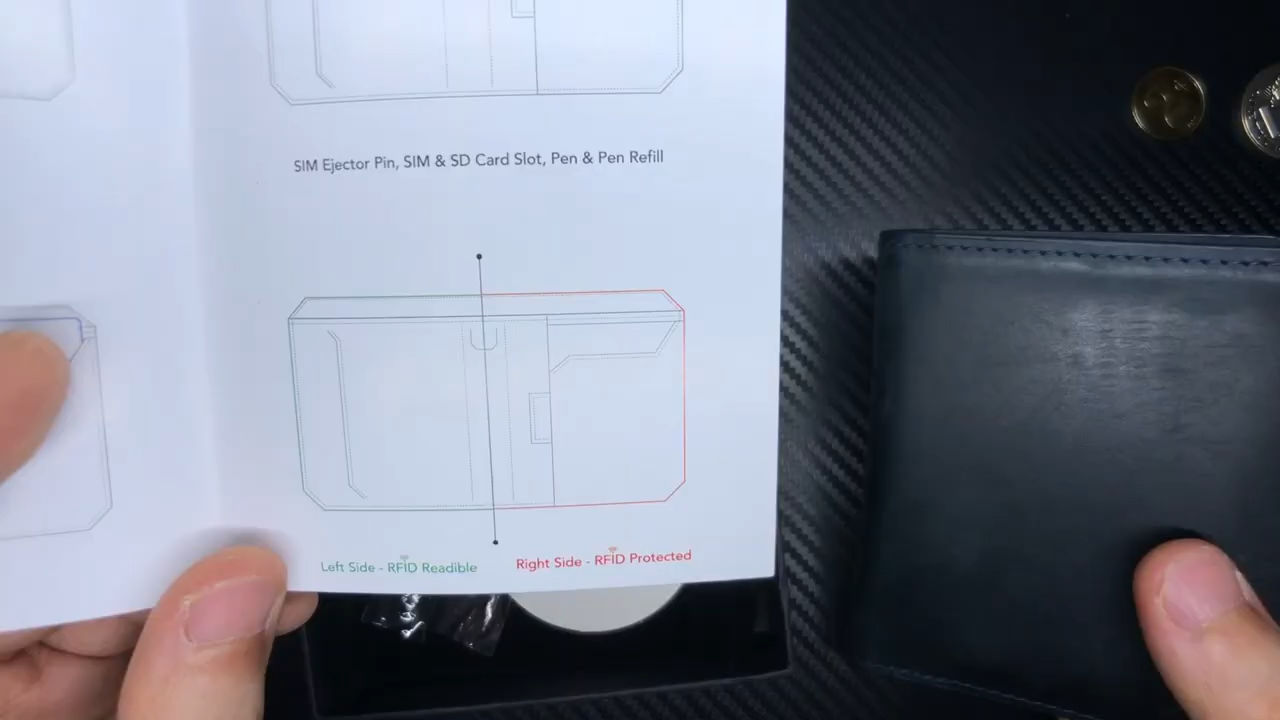 SIM Ejector Pin, SIM & SD Card Slot, Pen & Pen Refill
Left Side - RFID Readible
Right Side - RFID Protected